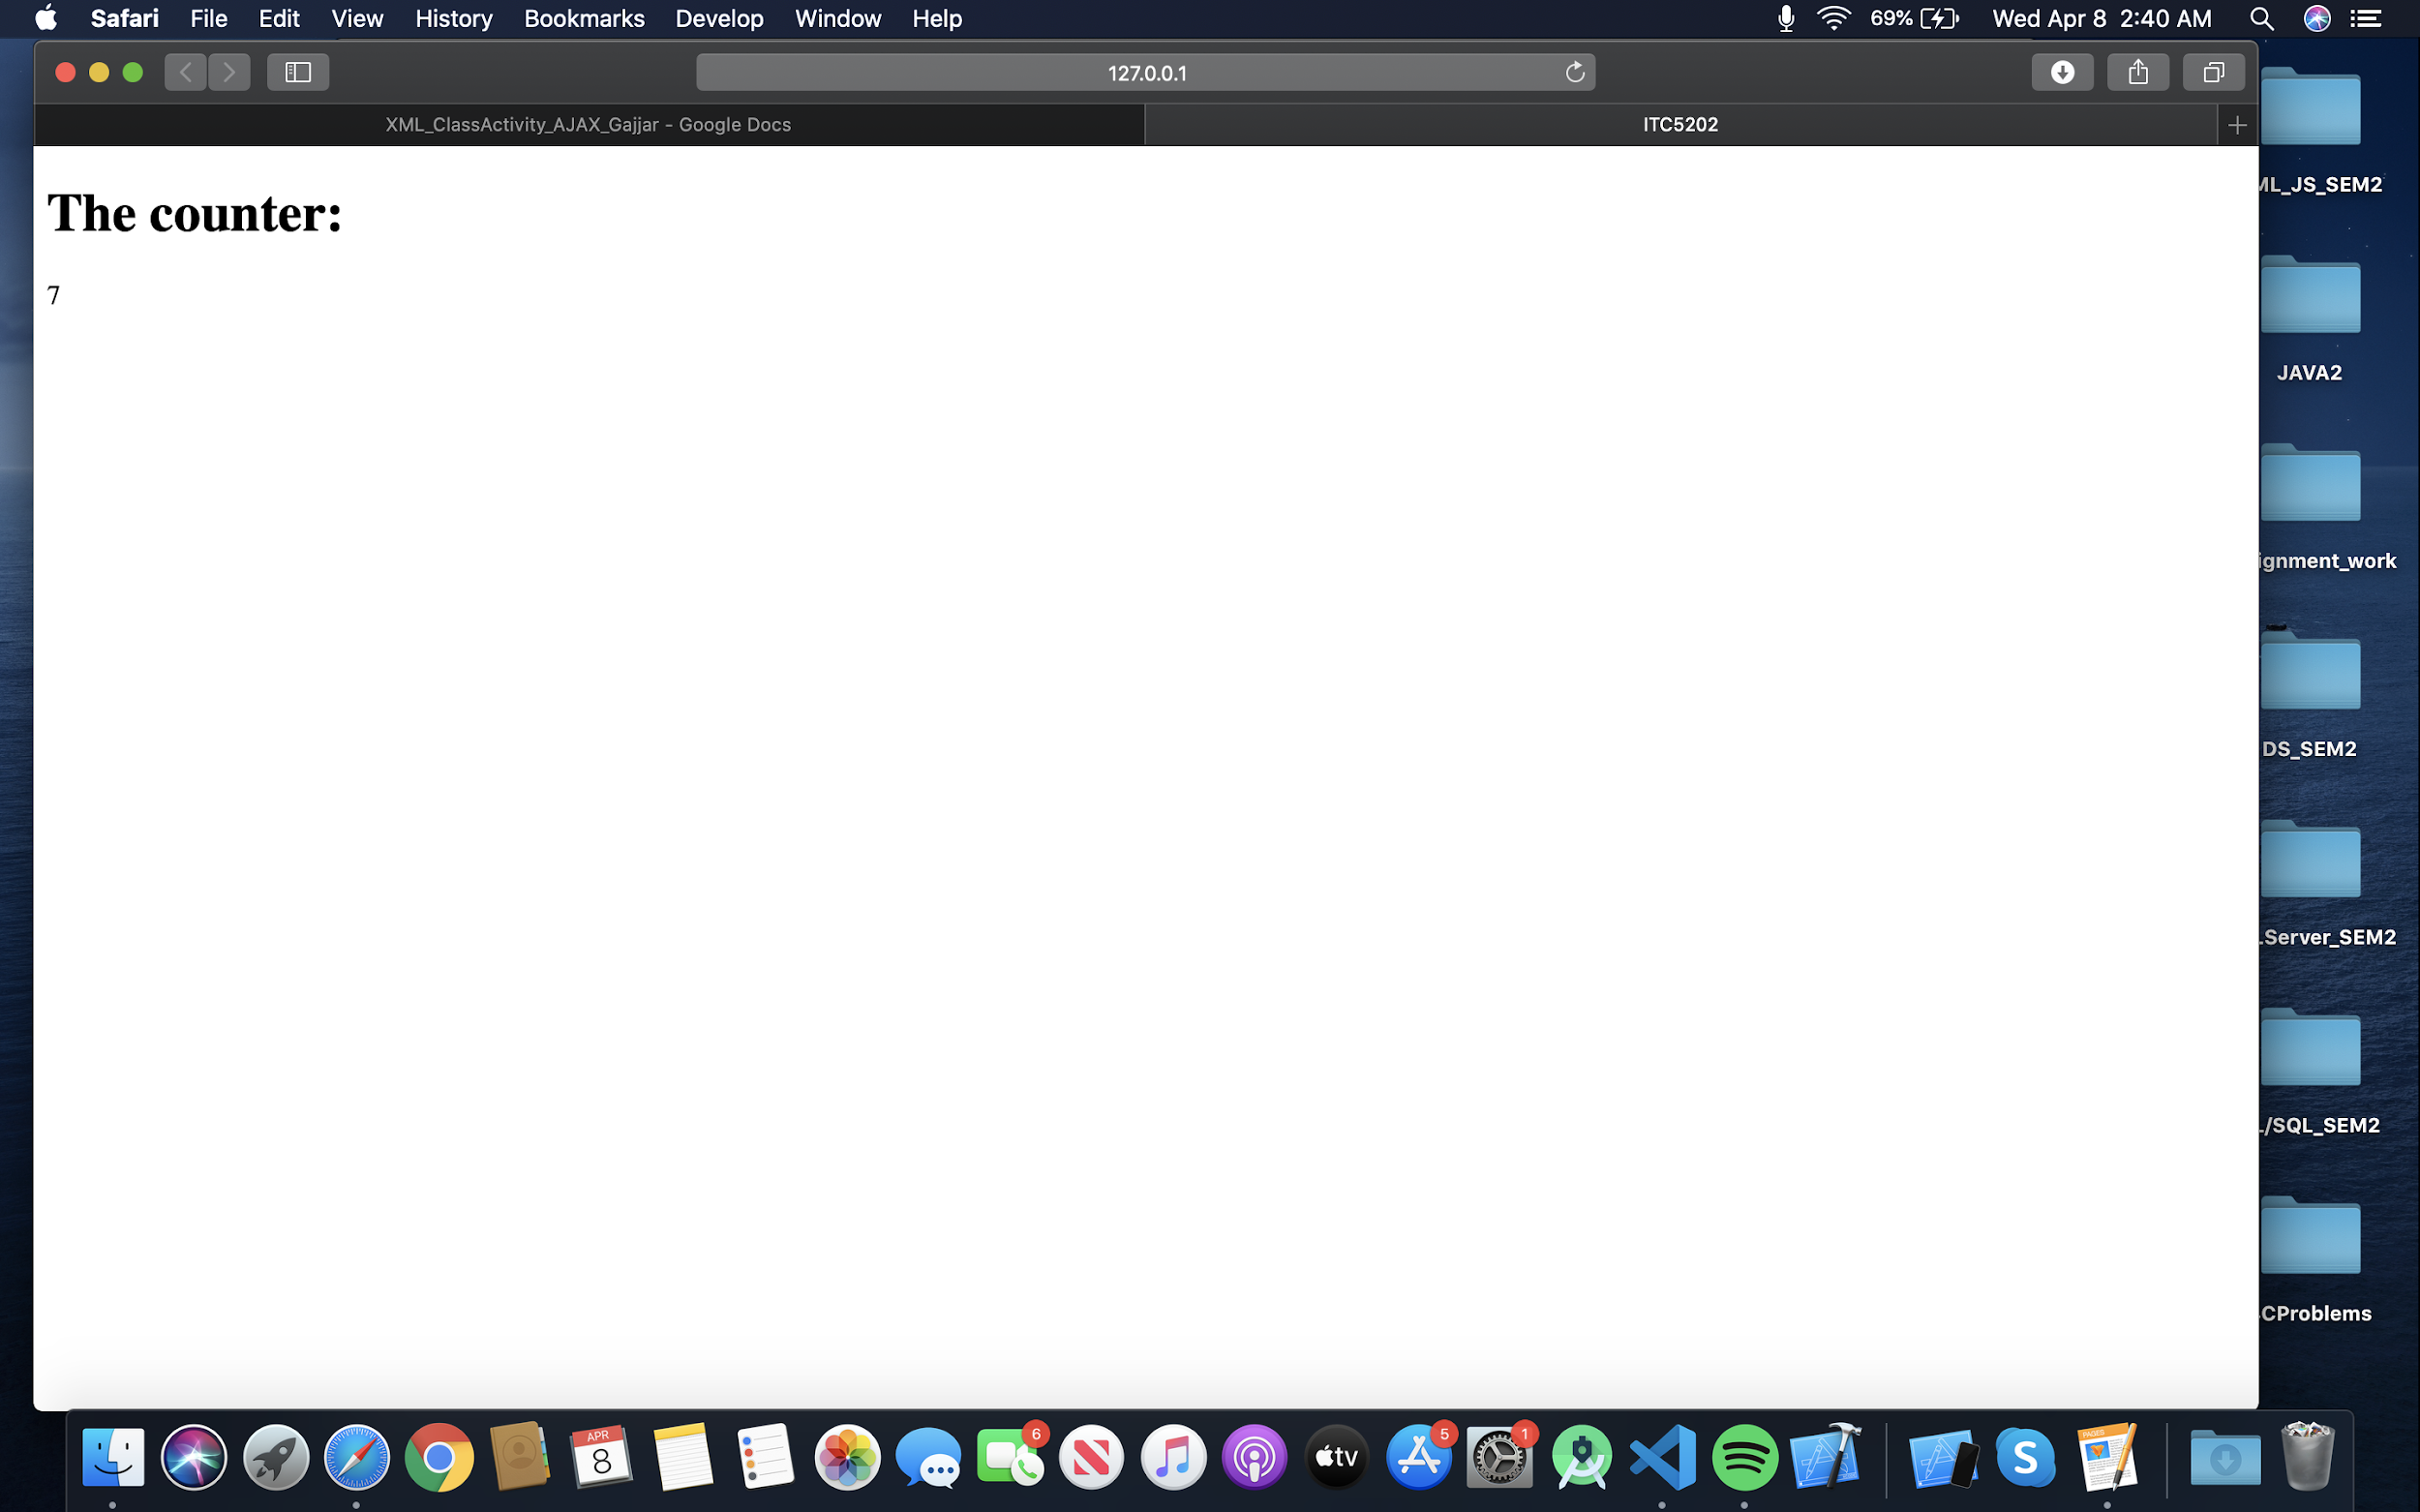 Safari File Edit View History Bookmarks Develop Window Help 69% Wed Apr 8 2:40 AM
127.0.0.1
XML_ClassActivity_AJAX_Gajjar - Google Docs ITC5202
The counter:
7
ML_JS_SEM2
JAVA2
ignment_work
DS_SEM2
.Server_SEM2
/SQL_SEM2
CProblems
APR
8
6
tv
5
1
S
PAGES